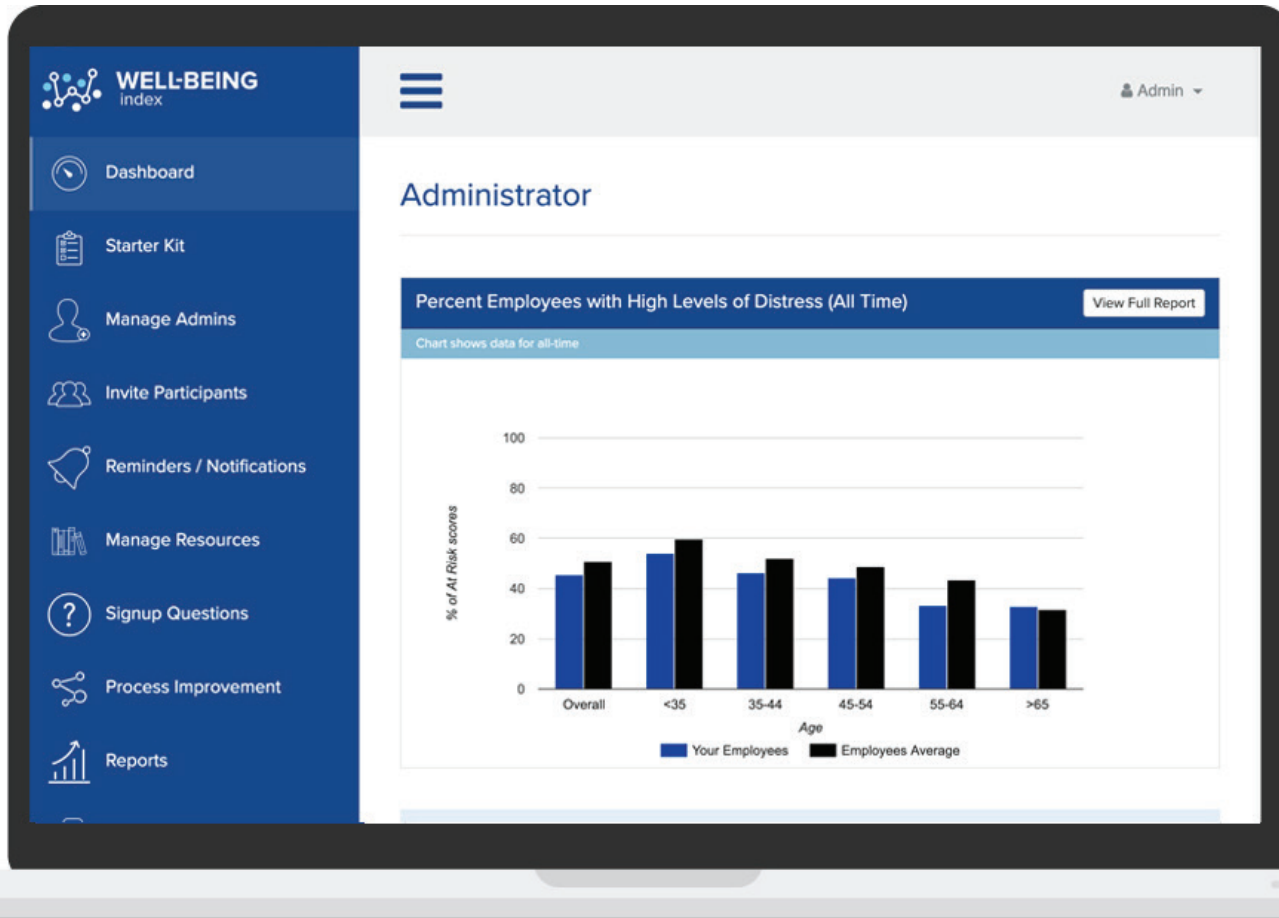 WELL-BEING
index
Admin
Dashboard
Starter Kit
Manage Admins
Invite Participants
Reminders / Notifications
Manage Resources
Signup Questions
?
Process Improvement
Reports
Administrator
Percent Employees with High Levels of Distress (All Time)
View Full Report
Chart shows data for all-time
100
80
60
40
20
0
% of At Risk scores
Overall
<35
35-44
45-54
55-64
>65
Age
Your Employees
Employees Average